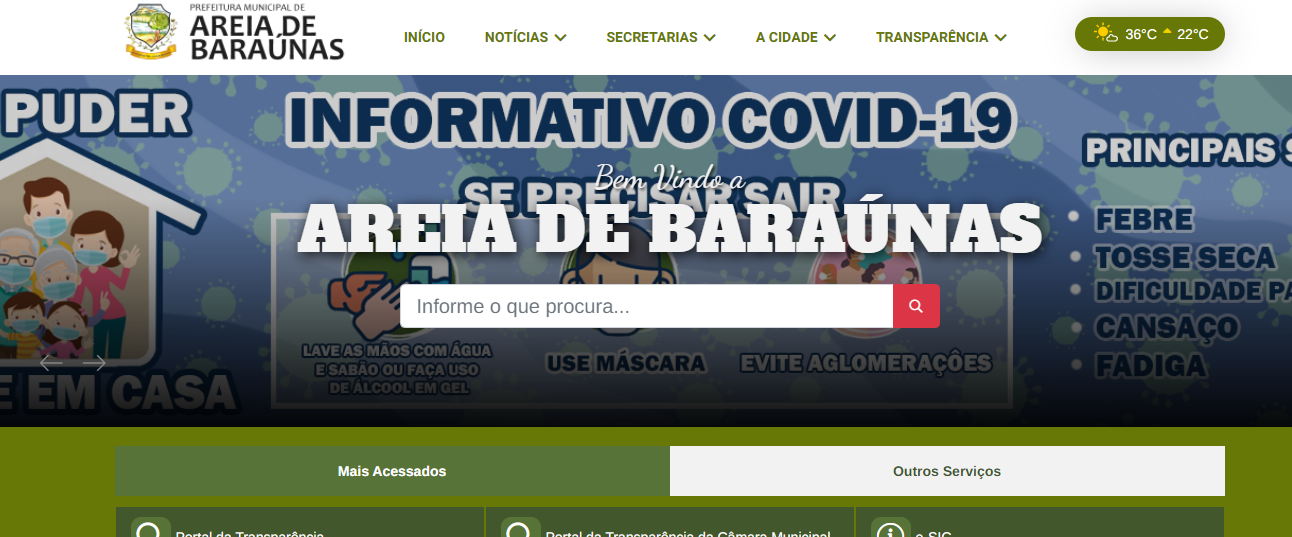 PREFEITURA MUNICIPAL DE
AREIA DE
BARAÚNAS
INÍCIO
NOTÍCIAS
SECRETARIAS
A CIDADE
TRANSPARÊNCIA
36°C
22°C
PUDER
E EM CASA
INFORMATIVO COVID-19
SE PRECISAR SAIR
Bem Vindo a
AREIA DE BARAÚNAS
Informe o que procura...
LAVE AS MÃOS COM ÁGUA
E SABÃO OU FAÇA USO
DE ÁLCOOL EM GEL
USE MÁSCARA
EVITE AGLOMERAÇÕES
PRINCIPAIS S
FEBRE
TOSSE SECA
DIFICULDADE PA
CANSAÇO
FADIGA
Mais Acessados
Outros Serviços
Portal da Transparência
Portal da Transparência da Câmara Municipal
e-SIC